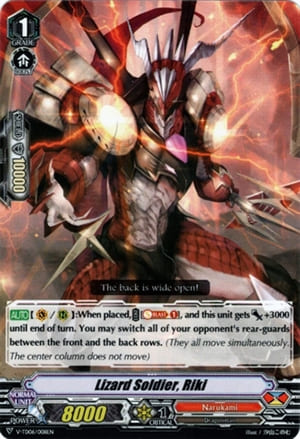 1
GRADE
10000
The back is wide open!
AUTO When placed, 1, and this unit gets +3000
until end of turn. You may switch all of your opponent's rear-guards
between the front and the back rows. (They all move simultaneously.
The center column does not move)
Lizard Soldier, Riki
NORMAL
UNIT
POWER
8000
1
CRITICAL
Narukami
V-TD06/008EN